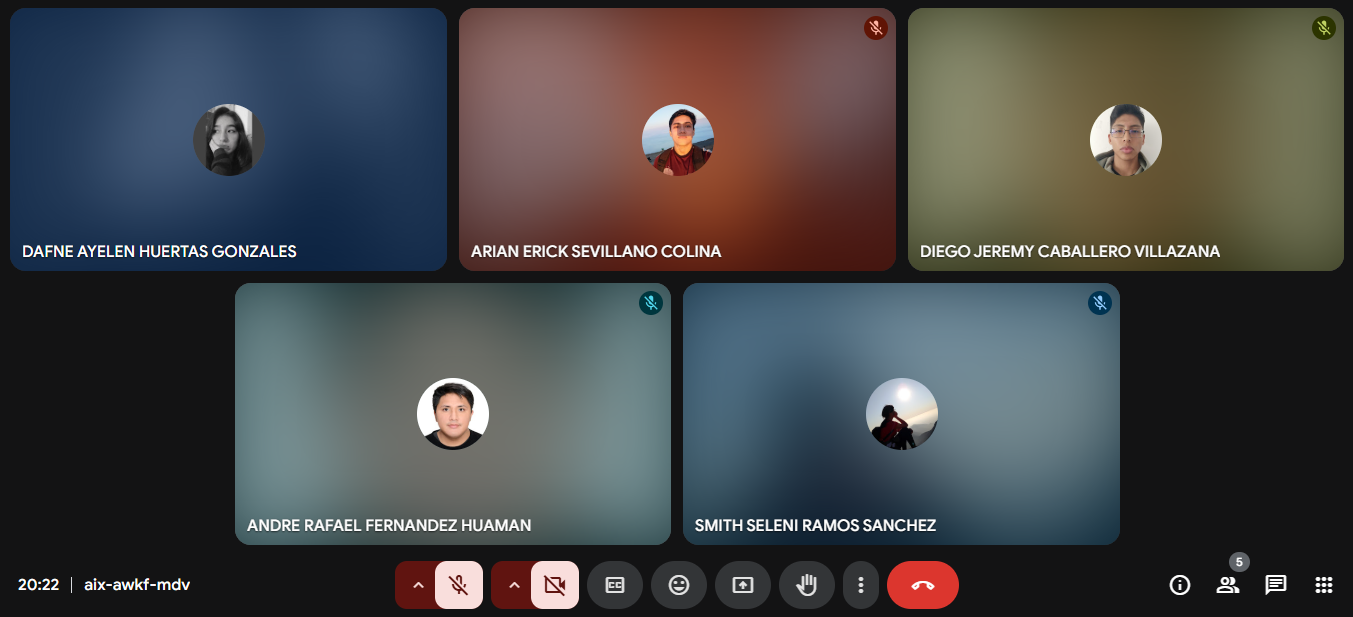 DAFNE AYELEN HUERTAS GONZALES
ARIAN ERICK SEVILLANO COLINA
DIEGO JEREMY CABALLERO VILLAZANA
ANDRE RAFAEL FERNANDEZ HUAMAN
SMITH SELENI RAMOS SANCHEZ
20:22 | aix-awkf-mdv
CC
5